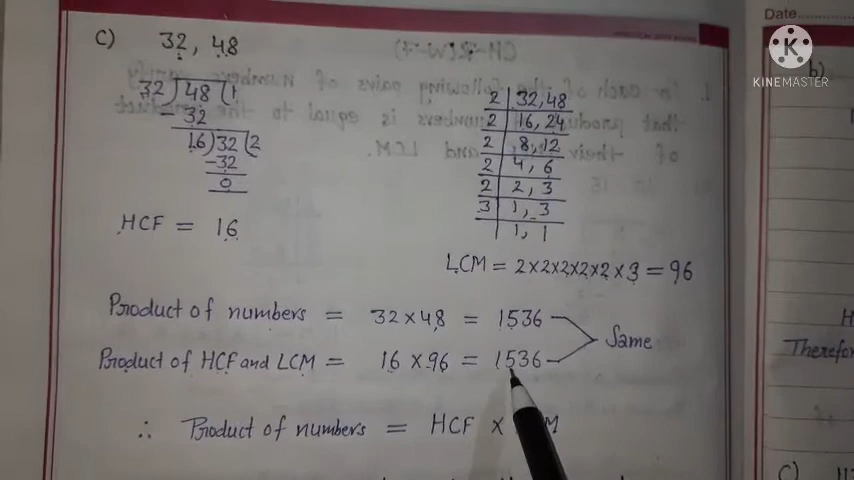 Date
K
KINEMASTER
c) 32, 48
32) 48 (1
- 32
16) 32 (2
-32
0
HCF = 16
2 | 32, 48
2 | 16, 24
2 | 8, 12
2 | 4, 6
2 | 2, 3
3 | 1, 3
| 1, 1
LCM = 2×2×2×2×2×3 = 96
Product of numbers = 32 × 48 = 1536
Product of HCF and LCM = 16 × 96 = 1536
Same
∴ Product of numbers = HCF ×
b)
H
Therefo
c)